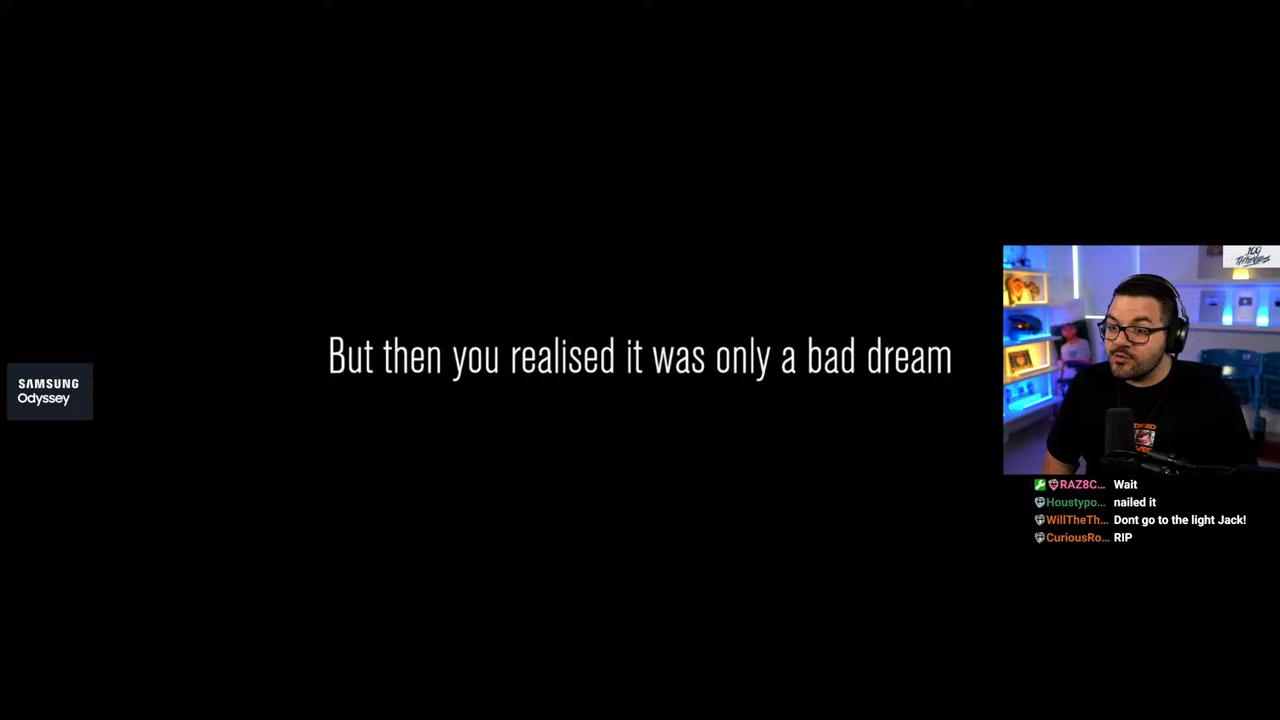 But then you realised it was only a bad dream
SAMSUNG
Odyssey
100
RAZ8C... Wait
Houstypo... nailed it
WillTheTh... Dont go to the light Jack!
CuriousRo... RIP